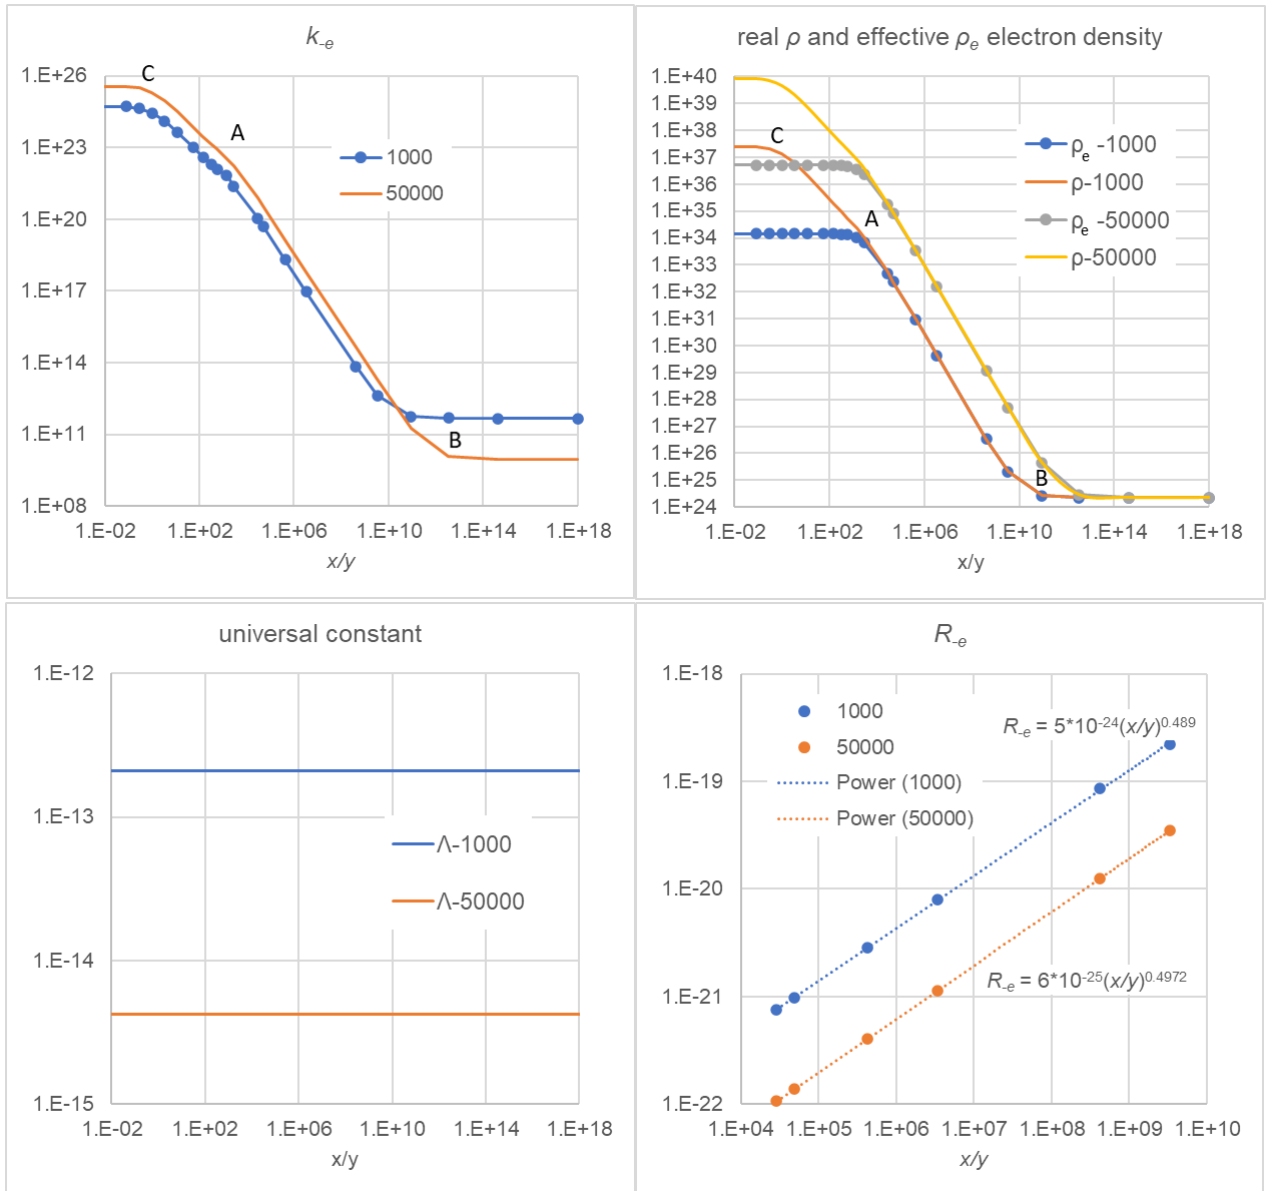 k-e
1.E+26
1.E+23
1.E+20
1.E+17
1.E+14
1.E+11
1.E+08
C
A
B
1000
50000
1.E-02 1.E+02 1.E+06 1.E+10 1.E+14 1.E+18
x/y
real ρ and effective ρe electron density
1.E+40
1.E+39
1.E+38
1.E+37
1.E+36
1.E+35
1.E+34
1.E+33
1.E+32
1.E+31
1.E+30
1.E+29
1.E+28
1.E+27
1.E+26
1.E+25
1.E+24
C
A
B
ρe -1000
ρ-1000
ρe -50000
ρ-50000
1.E-02 1.E+02 1.E+06 1.E+10 1.E+14 1.E+18
x/y
universal constant
1.E-12
1.E-13
1.E-14
1.E-15
Λ-1000
Λ-50000
1.E-02 1.E+02 1.E+06 1.E+10 1.E+14 1.E+18
x/y
R-e
1.E-18
1.E-19
1.E-20
1.E-21
1.E-22
1000
50000
Power (1000)
Power (50000)
R-e = 5*10-24(x/y)0.489
R-e = 6*10-25(x/y)0.4972
1.E+04 1.E+05 1.E+06 1.E+07 1.E+08 1.E+09 1.E+10
x/y